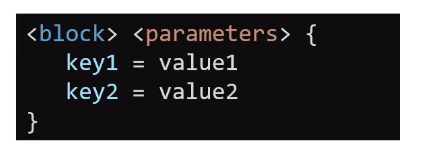 <block> <parameters> {
key1 = value1
key2 = value2
}